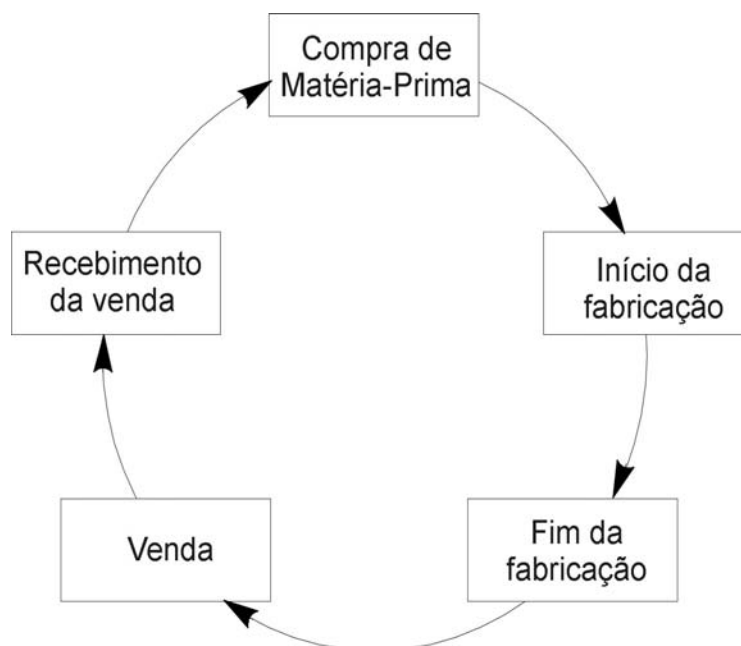 Compra de
Matéria-Prima
Início da
fabricação
Fim da
fabricação
Venda
Recebimento
da venda